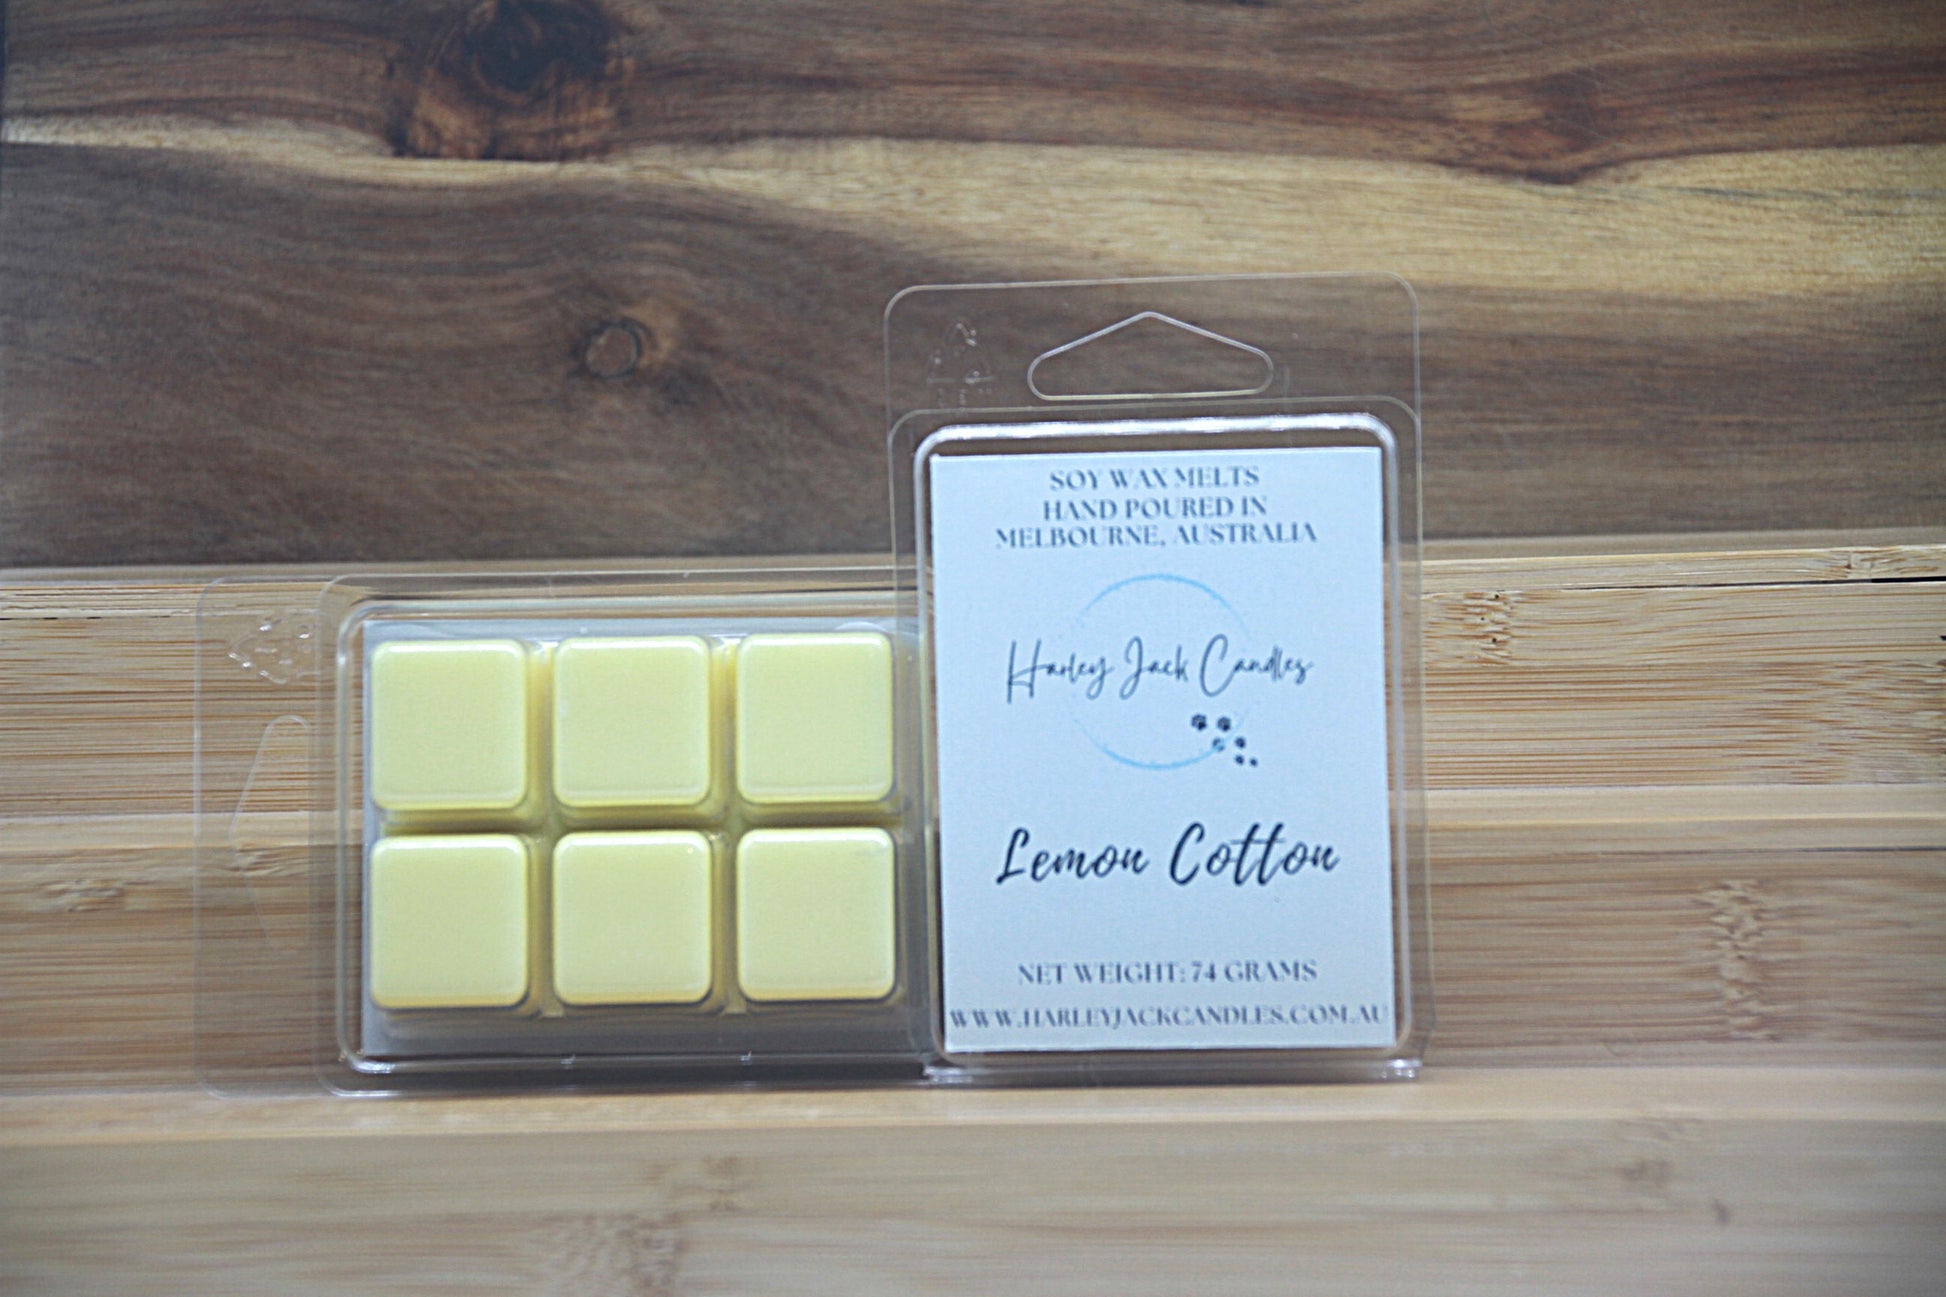 SOY WAX MELTS
HAND POURED IN
MELBOURNE, AUSTRALIA
Harley Jack Candles
Lemon Cotton
NET WEIGHT: 74 GRAMS
WWW.HARLEYJACKCANDLES.COM.AU